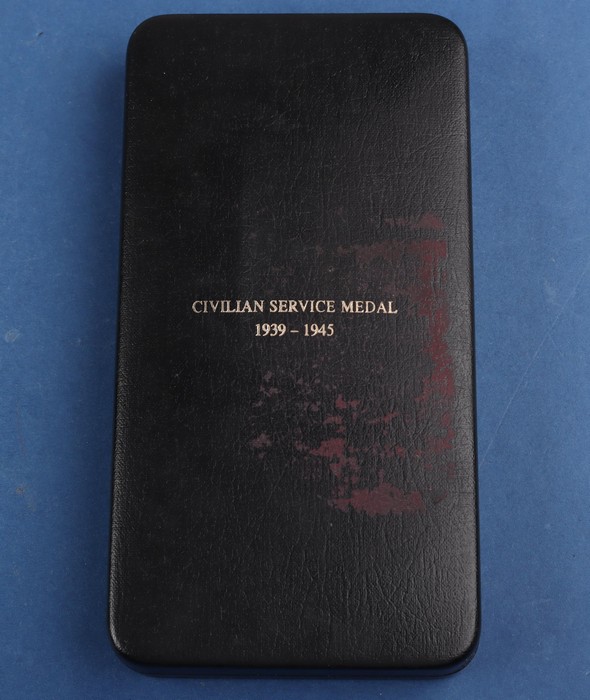 CIVILIAN SERVICE MEDAL
1939 – 1945